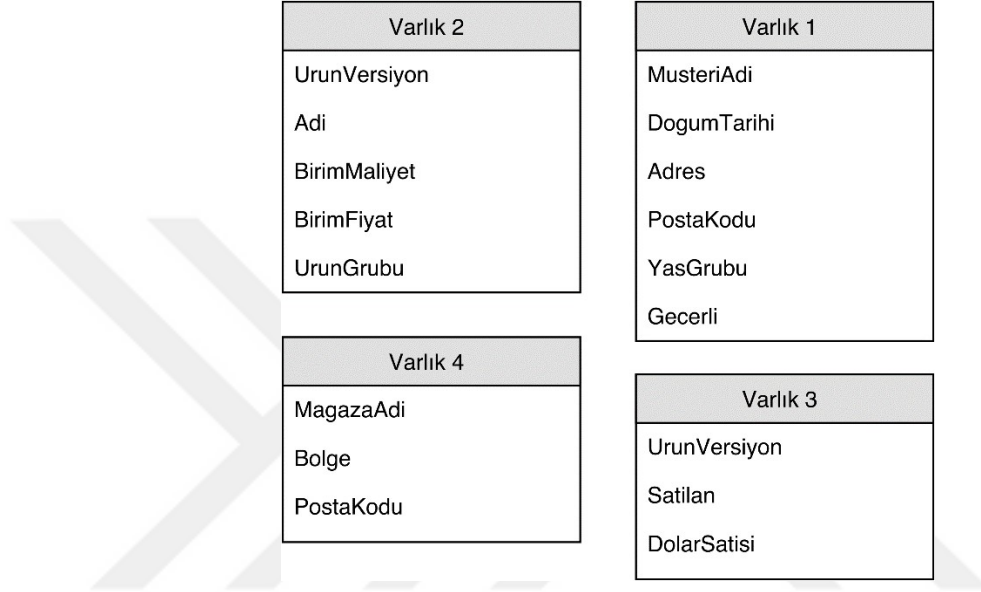 Varlık 2
UrunVersiyon
Adi
BirimMaliyet
BirimFiyat
UrunGrubu
Varlık 1
MusteriAdi
DogumTarihi
Adres
PostaKodu
YasGrubu
Gecerli
Varlık 4
MagazaAdi
Bolge
PostaKodu
Varlık 3
UrunVersiyon
Satilan
DolarSatisi